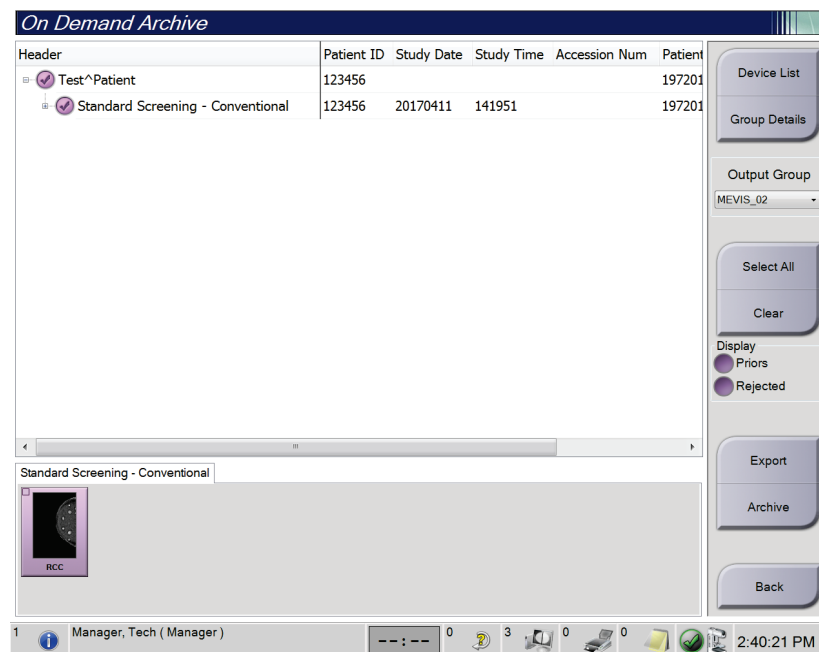 On Demand Archive
Header Patient ID Study Date Study Time Accession Num Patient
Test^Patient 123456 197201
Standard Screening - Conventional 123456 20170411 141951 197201
Device List
Group Details
Output Group
MEVIS_02
Select All
Clear
Display
Priors
Rejected
Export
Archive
Back
Standard Screening - Conventional
RCC
1 Manager, Tech ( Manager ) --:-- 0 3 0 0 2:40:21 PM